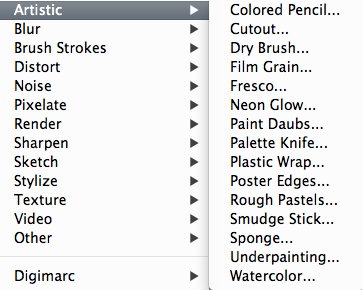 Artistic
Blur
Brush Strokes
Distort
Noise
Pixelate
Render
Sharpen
Sketch
Stylize
Texture
Video
Other
Digimarc
Colored Pencil...
Cutout...
Dry Brush...
Film Grain...
Fresco...
Neon Glow...
Paint Daubs...
Palette Knife...
Plastic Wrap...
Poster Edges...
Rough Pastels...
Smudge Stick...
Sponge...
Underpainting...
Watercolor...